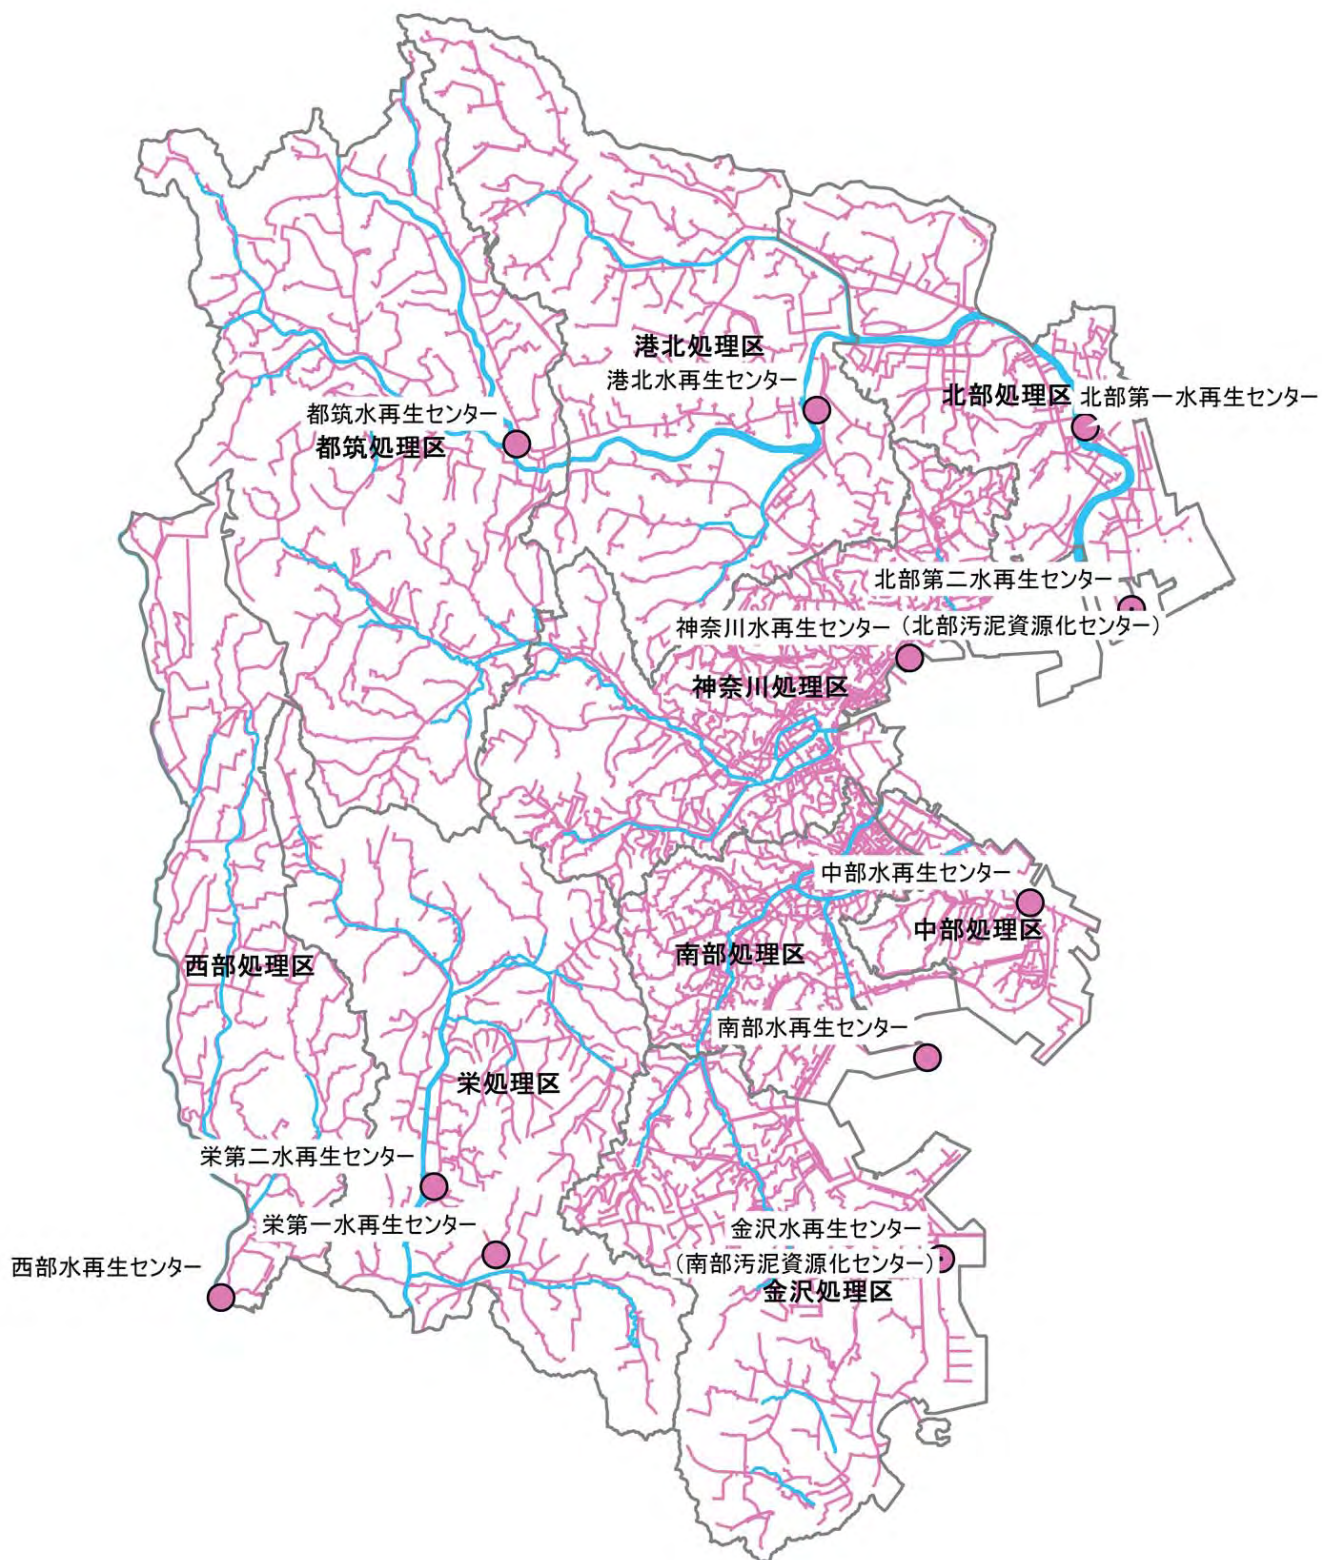 港北処理区
港北水再生センター
北部処理区
北部第一水再生センター
都筑水再生センター
都筑処理区
北部第二水再生センター
神奈川水再生センター
（北部汚泥資源化センター）
神奈川処理区
中部水再生センター
中部処理区
南部処理区
西部処理区
南部水再生センター
栄処理区
栄第二水再生センター
栄第一水再生センター
金沢水再生センター
（南部汚泥資源化センター）
金沢処理区
西部水再生センター